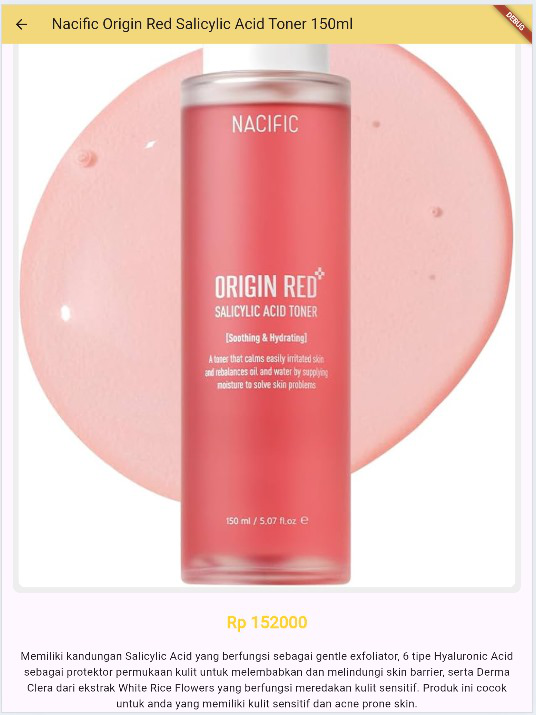 Nacific Origin Red Salicylic Acid Toner 150ml
DEBUG
NACIFIC
ORIGIN RED
SALICYLIC ACID TONER
[Soothing & Hydrating]
A toner that calms easily irritated skin
and rebalances oil and water by supplying
moisture to solve skin problems
150 ml / 5.07 fl.oz ℮
Rp 152000
Memiliki kandungan Salicylic Acid yang berfungsi sebagai gentle exfoliator, 6 tipe Hyaluronic Acid
sebagai protektor permukaan kulit untuk melembabkan dan melindungi skin barrier, serta Derma
Clera dari ekstrak White Rice Flowers yang berfungsi meredakan kulit sensitif. Produk ini cocok
untuk anda yang memiliki kulit sensitif dan acne prone skin.